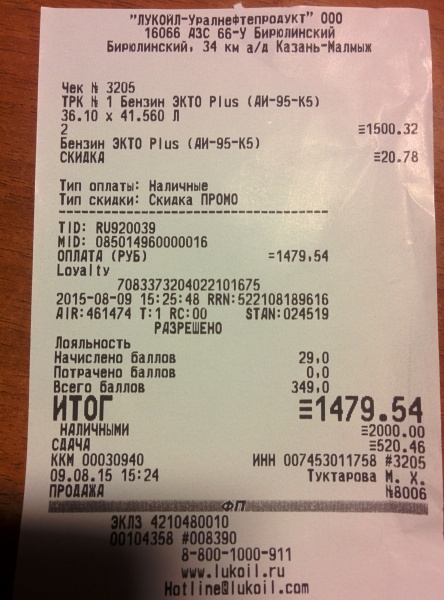 "ЛУКОЙЛ-Уралнефтепродукт" ООО
16066 АЗС 66-У Бирюлинский
Бирюлинский, 34 км а/д Казань-Малмыж
Чек № 3205
ТРК № 1 Бензин ЭКТО Plus (АИ-95-К5)
36.10 x 41.560 Л
2 ≡1500.32
Бензин ЭКТО Plus (АИ-95-К5)
СКИДКА ≡20.78
Тип оплаты: Наличные
Тип скидки: Скидка ПРОМО
------------------------------------
TID: RU920039
MID: 085014960000016
ОПЛАТА (РУБ) =1479,54
Loyalty
7083373204022101675
2015-08-09 15:25:48 RRN:522108189616
AIR:461474 T:1 RC:00 STAN:024519
РАЗРЕШЕНО
Лояльность
Начислено баллов 29,0
Потрачено баллов 0,0
Всего баллов 349,0
ИТОГ ≡1479.54
НАЛИЧНЫМИ ≡2000.00
СДАЧА ≡520.46
ККМ 00030940 ИНН 007453011758 #3205
09.08.15 15:24 Туктарова М. Х.
ПРОДАЖА №8006
ФП
ЭКЛЗ 4210480010
00104358 #008390
8-800-1000-911
www.lukoil.ru
Hotline@lukoil.com